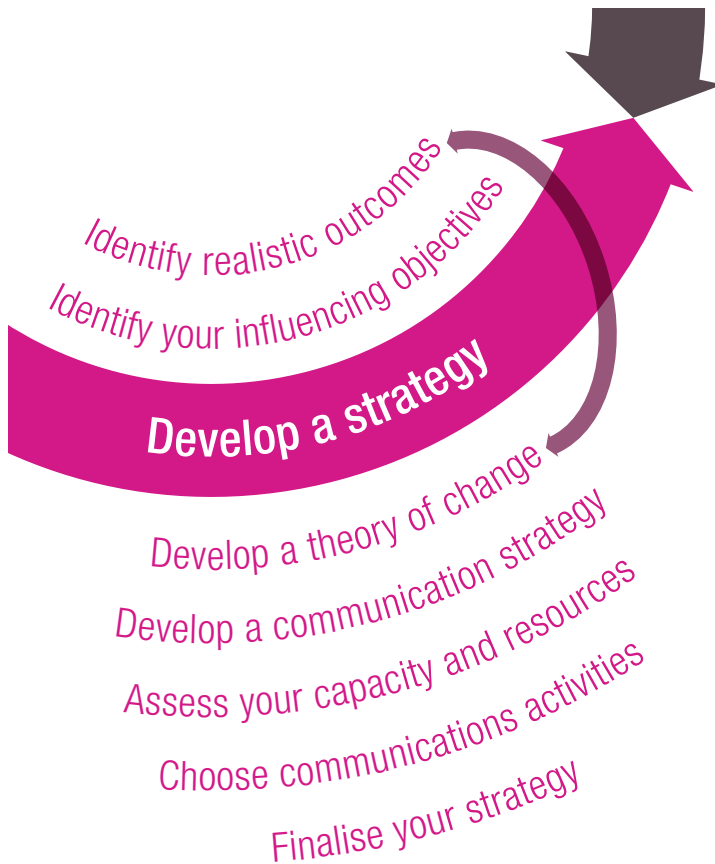 Identify realistic outcomes
Identify your influencing objectives
Develop a strategy
Develop a theory of change
Develop a communication strategy
Assess your capacity and resources
Choose communications activities
Finalise your strategy